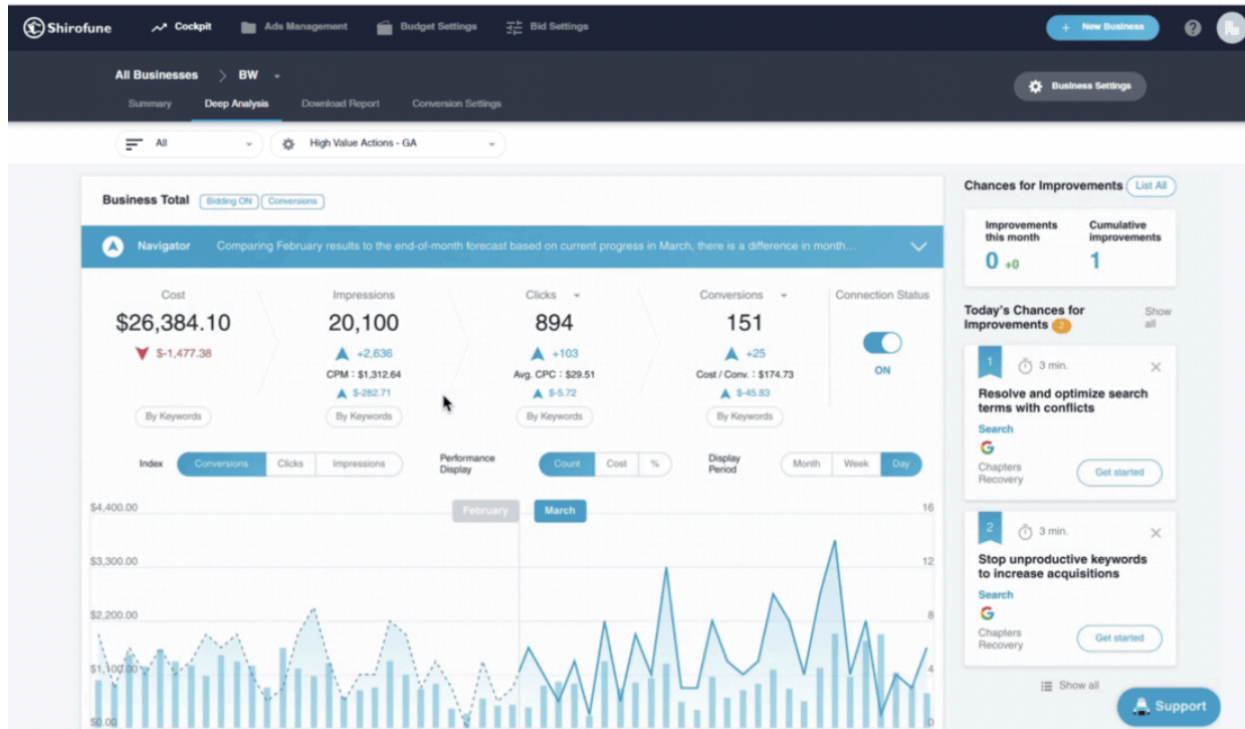 Shirofune
Cockpit
Ads Management
Budget Settings
Bid Settings
+ New Business
?
All Businesses > BW
Business Settings
Summary
Deep Analysis
Download Report
Conversion Settings
All
High Value Actions - GA
Business Total
Bidding ON
Conversions
Navigator
Comparing February results to the end-of-month forecast based on current progress in March, there is a difference in month...
Cost
$26,384.10
$-1,477.38
By Keywords
Impressions
20,100
+2,636
CPM : $1,312.64
$-282.71
By Keywords
Clicks
894
+103
Avg. CPC : $29.51
$-5.72
By Keywords
Conversions
151
+25
Cost / Conv. : $174.73
$-45.83
By Keywords
Connection Status
ON
Index
Conversions
Clicks
Impressions
Performance
Display
Count
Cost
%
Display
Period
Month
Week
Day
February
March
$4,400.00
$3,300.00
$2,200.00
$1,100.00
$0.00
16
12
8
4
0
Chances for Improvements
List All
Improvements
this month
0 +0
Cumulative
improvements
1
Today's Chances for
Improvements 2
Show
all
1
3 min.
Resolve and optimize search
terms with conflicts
Search
Chapters
Recovery
Get started
2
3 min.
Stop unproductive keywords
to increase acquisitions
Search
Chapters
Recovery
Get started
Show all
Support